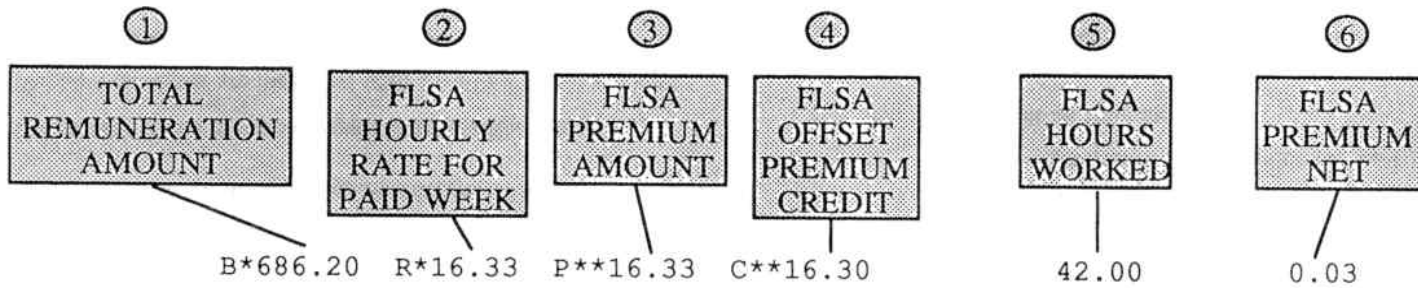 1 2 3 4 5 6
TOTAL REMUNERATION AMOUNT
FLSA HOURLY RATE FOR PAID WEEK
FLSA PREMIUM AMOUNT
FLSA OFFSET PREMIUM CREDIT
FLSA HOURS WORKED
FLSA PREMIUM NET
B*686.20 R*16.33 P**16.33 C**16.30 42.00 0.03